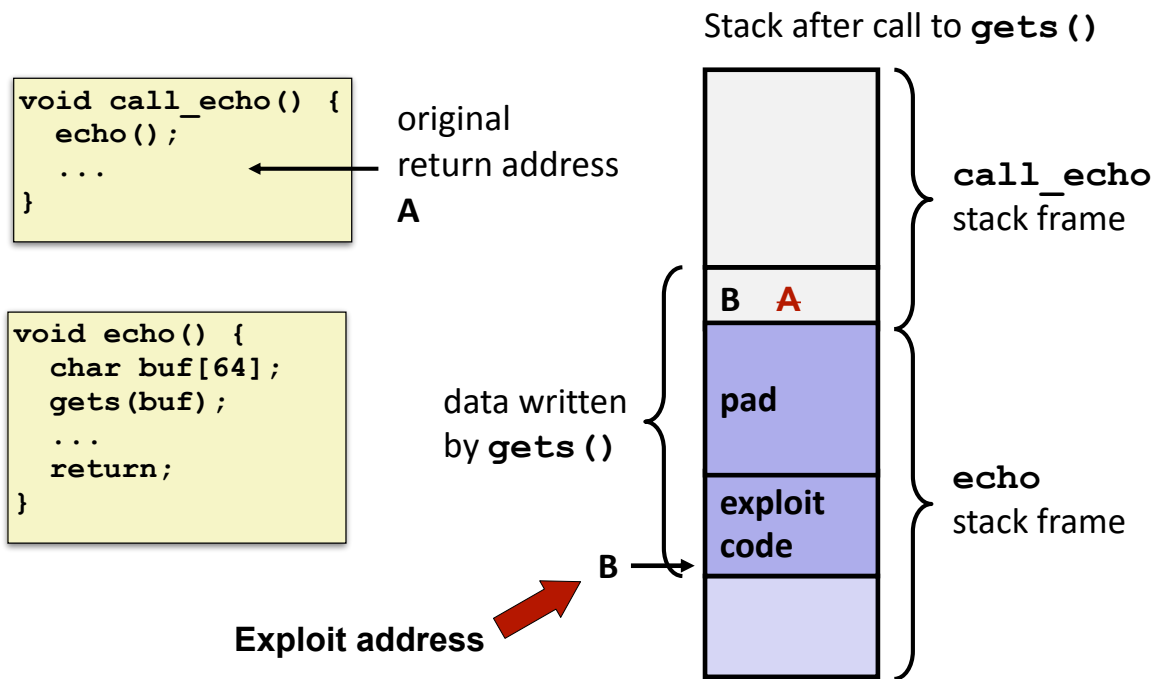 Stack after call to gets()
void call_echo() {
  echo();
  ...
}
original
return address
A
call_echo
stack frame
B A
void echo() {
  char buf[64];
  gets(buf);
  ...
  return;
}
data written
by gets()
pad
exploit
code
echo
stack frame
B
Exploit address